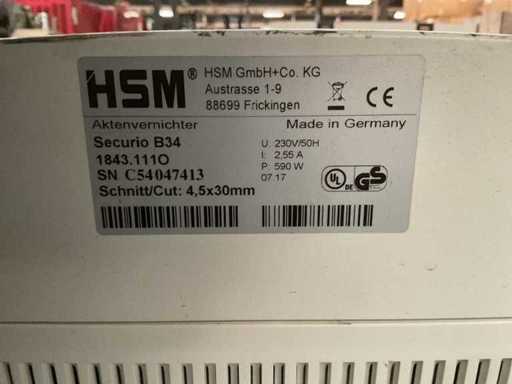 HSM® HSM GmbH+Co. KG
Austrasse 1-9
88699 Frickingen
CE
Aktenvernichter Made in Germany
Securio B34 U: 230V/50H
1843.111O I: 2,55 A
SN C54047413 P: 590 W
Schnitt/Cut: 4,5x30mm 07.17
UL GS